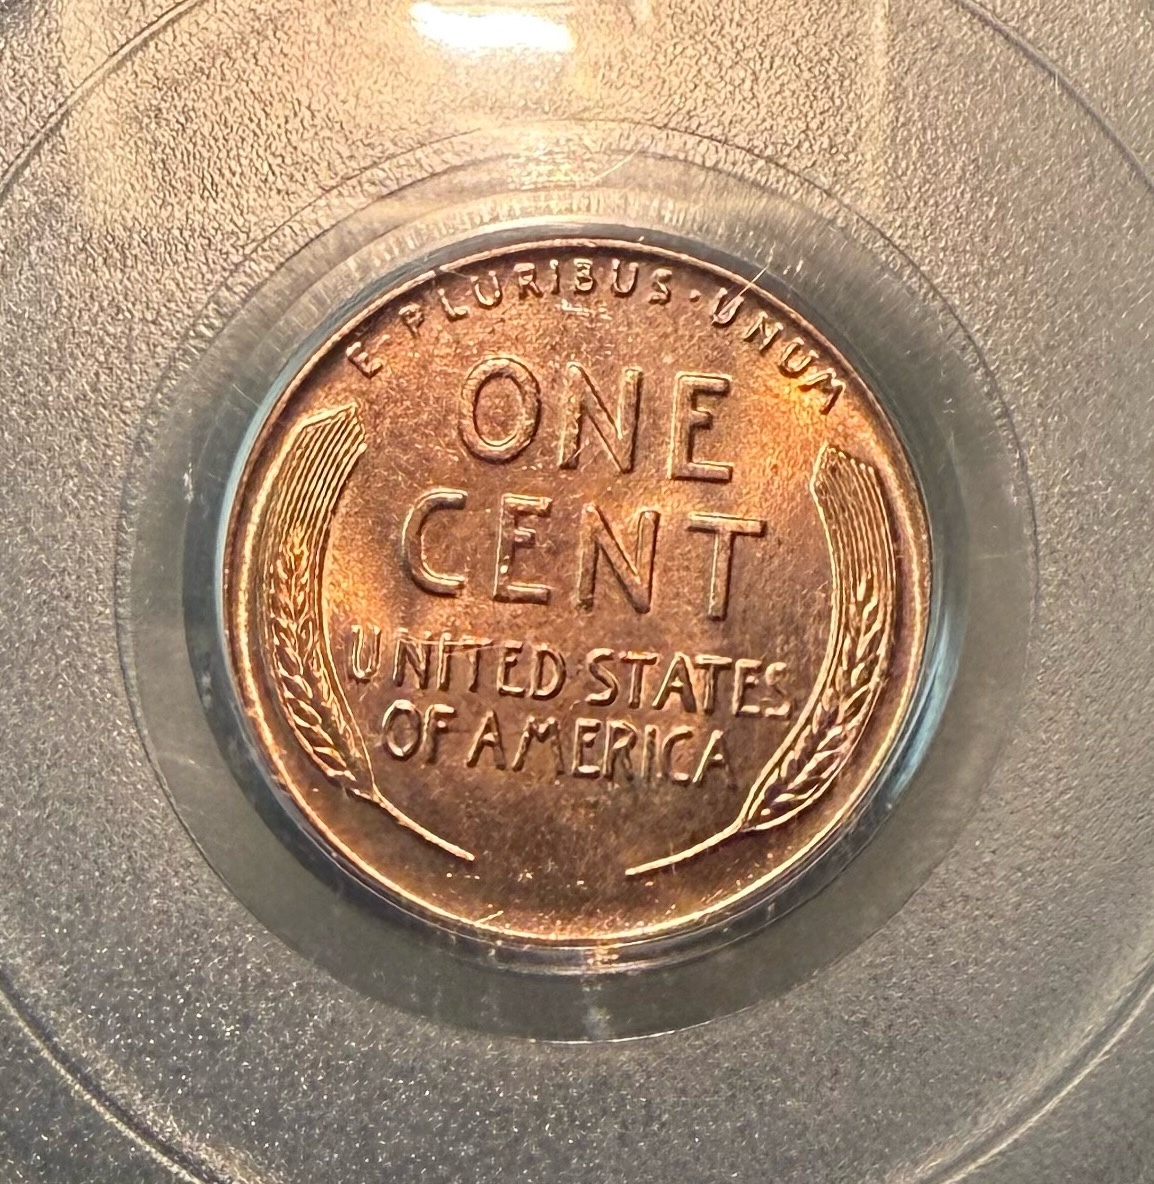 E·PLURIBUS·UNUM
ONE
CENT
UNITED·STATES
OF AMERICA